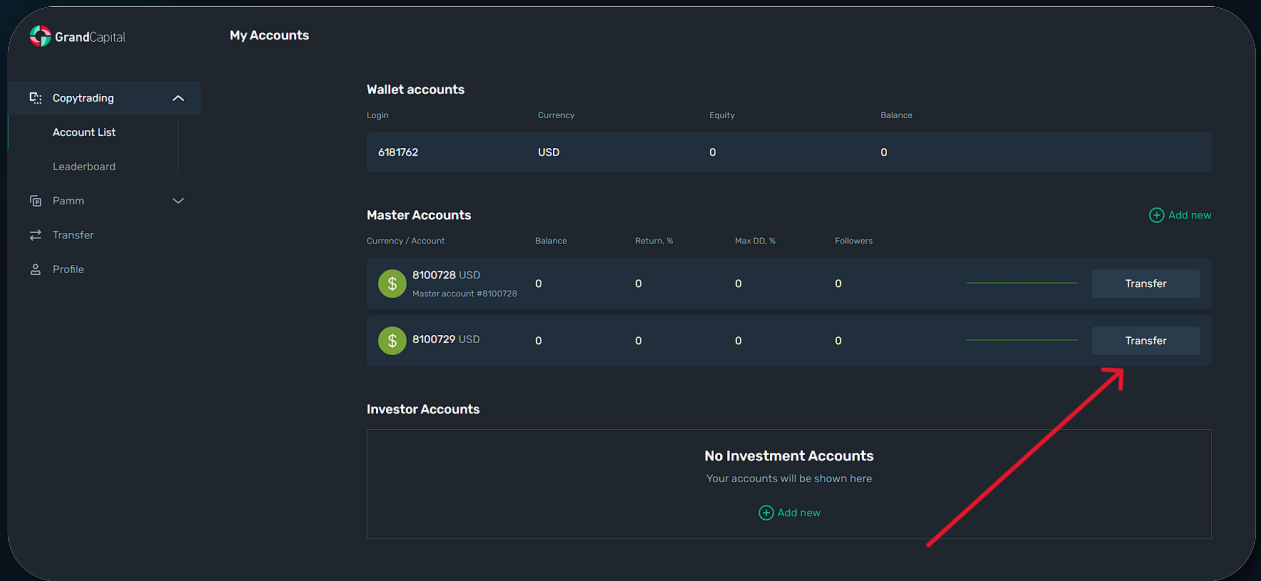 GrandCapital
My Accounts
Copytrading
Account List
Leaderboard
Pamm
Transfer
Profile
Wallet accounts
Login Currency Equity Balance
6181762 USD 0 0
Master Accounts
Add new
Currency / Account Balance Return, % Max DD, % Followers
8100728 USD 0 0 0 0 Transfer
Master account #8100728
8100729 USD 0 0 0 0 Transfer
Investor Accounts
No Investment Accounts
Your accounts will be shown here
Add new